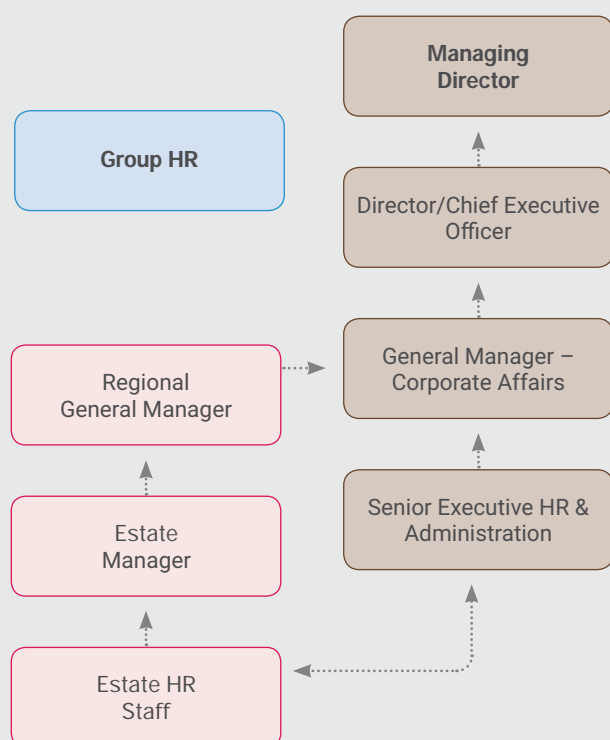 Managing
Director
Group HR
Director/Chief Executive
Officer
Regional
General Manager
General Manager –
Corporate Affairs
Estate
Manager
Senior Executive HR &
Administration
Estate HR
Staff